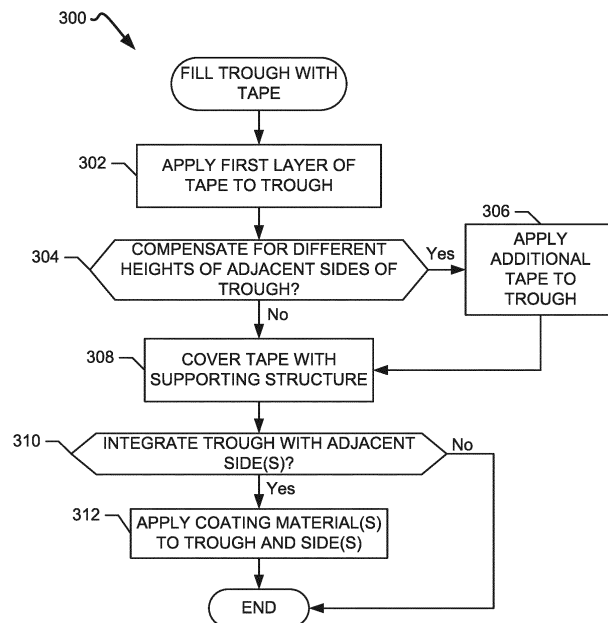 300
FILL TROUGH WITH
TAPE
302
APPLY FIRST LAYER OF
TAPE TO TROUGH
304
COMPENSATE FOR DIFFERENT
HEIGHTS OF ADJACENT SIDES OF
TROUGH?
Yes
306
APPLY
ADDITIONAL
TAPE TO
TROUGH
No
308
COVER TAPE WITH
SUPPORTING STRUCTURE
310
INTEGRATE TROUGH WITH ADJACENT
SIDE(S)?
No
Yes
312
APPLY COATING MATERIAL(S)
TO TROUGH AND SIDE(S)
END